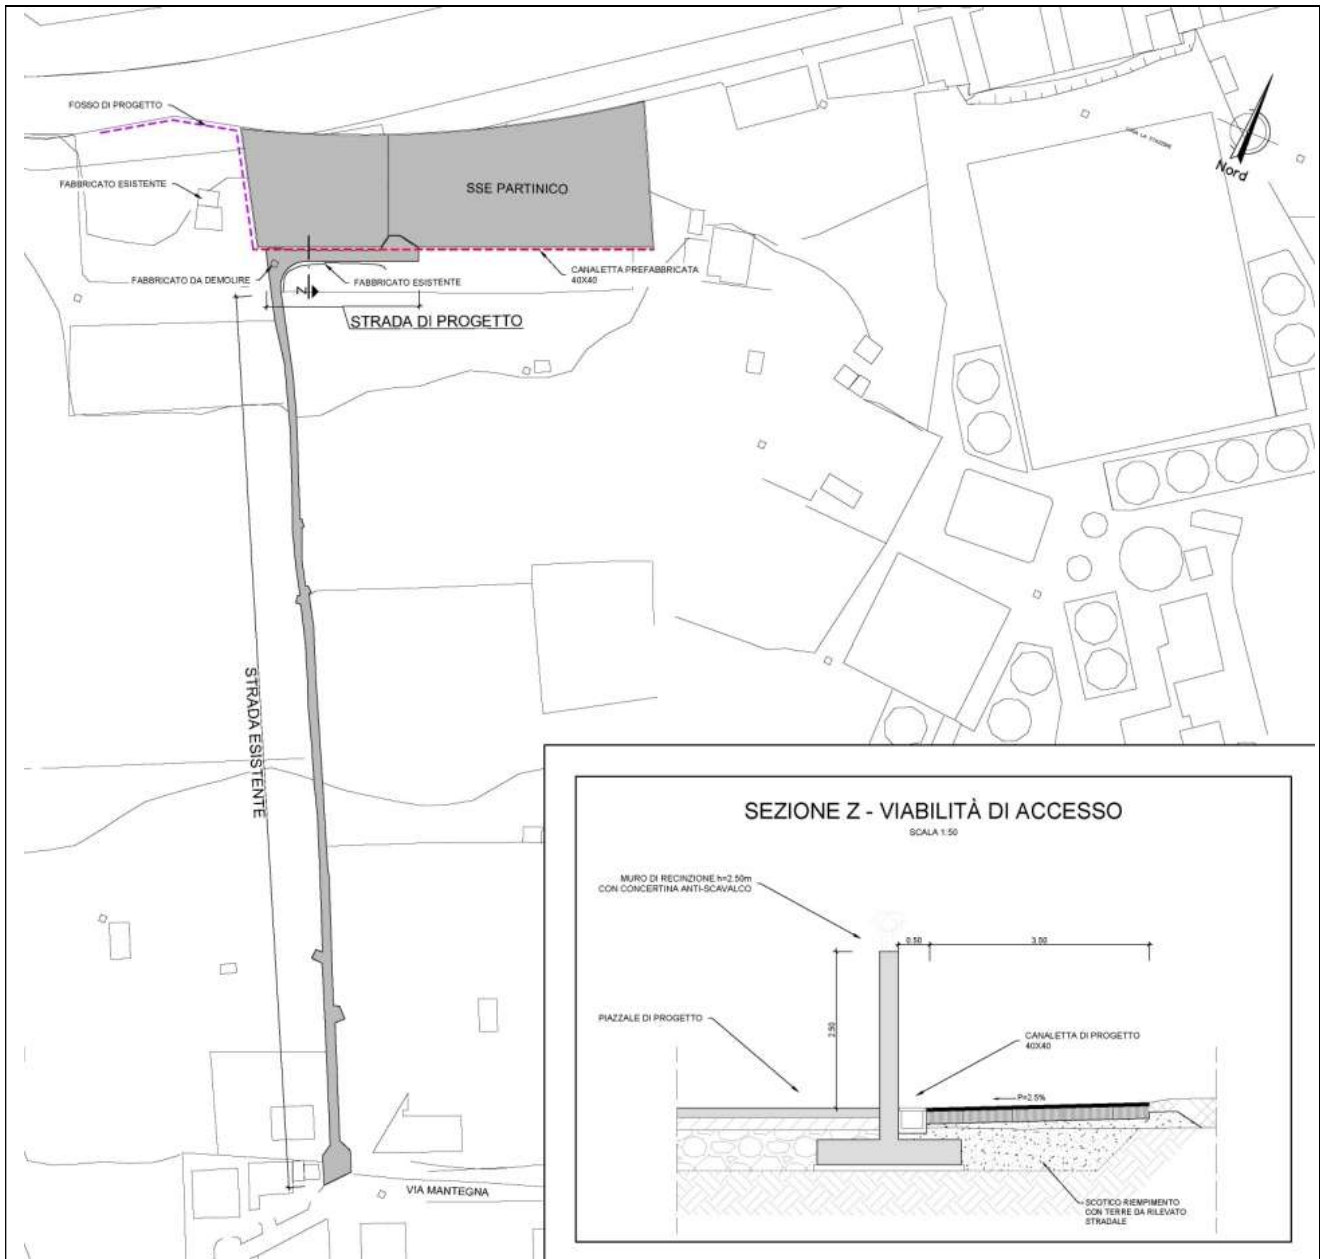 FOSSO DI PROGETTO
Nord
FABBRICATO ESISTENTE
SSE PARTINICO
FABBRICATO DA DEMOLIRE
FABBRICATO ESISTENTE
CANALETTA PREFABBRICATA
40X40
Z
STRADA DI PROGETTO
STRADA ESISTENTE
VIA MANTEGNA
SEZIONE Z - VIABILITÀ DI ACCESSO
SCALA 1:50
MURO DI RECINZIONE h=2.50m
CON CONCERTINA ANTI-SCAVALCO
0.50
3.50
2.50
PIAZZALE DI PROGETTO
CANALETTA DI PROGETTO
40X40
P=2.5%
SCOTICO RIEMPIMENTO
CON TERRE DA RILEVATO
STRADALE